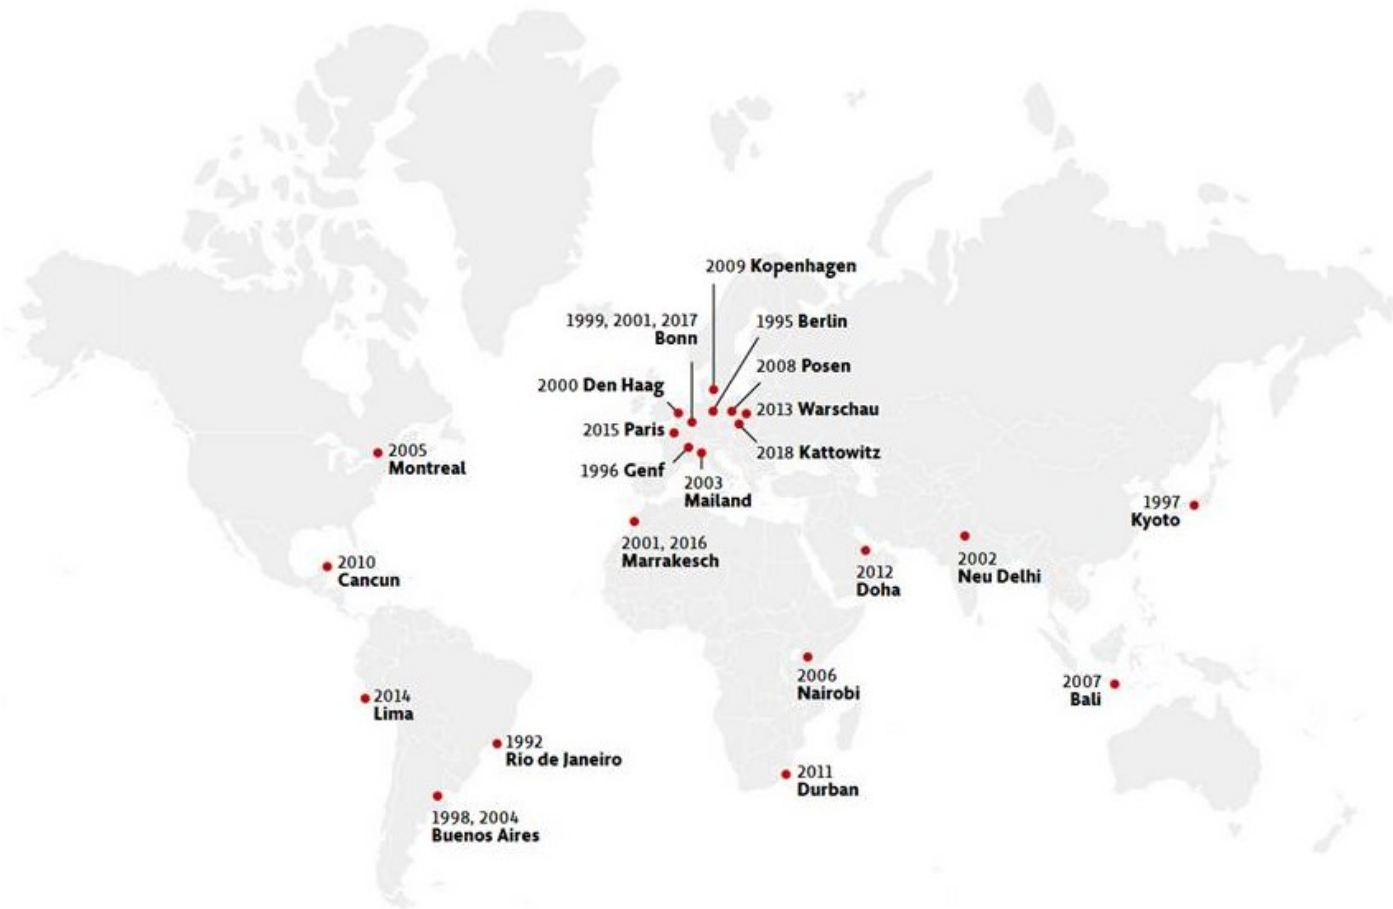 2009 Kopenhagen
1999, 2001, 2017
Bonn
1995 Berlin
2008 Posen
2000 Den Haag
2013 Warschau
2015 Paris
2018 Kattowitz
1996 Genf
2003
Mailand
2005
Montreal
1997
Kyoto
2001, 2016
Marrakesch
2010
Cancun
2012
Doha
2002
Neu Delhi
2006
Nairobi
2007
Bali
2014
Lima
1992
Rio de Janeiro
2011
Durban
1998, 2004
Buenos Aires